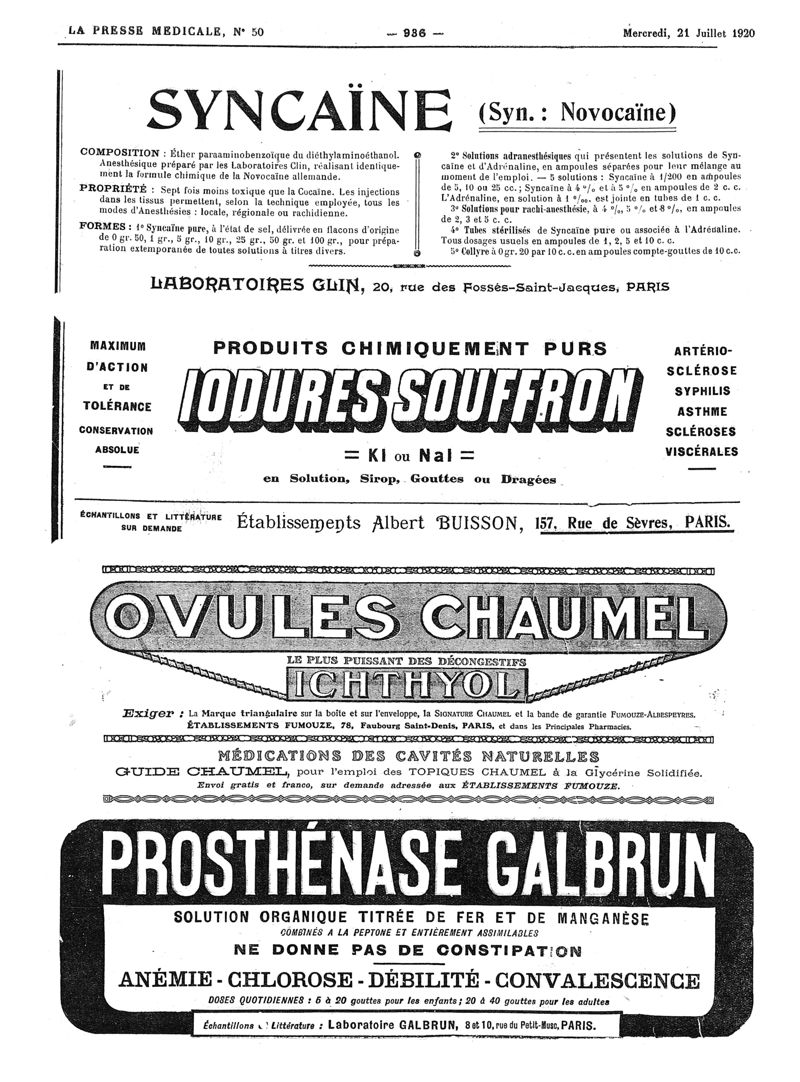 LA PRESSE MEDICALE, N° 50
— 936 —
Mercredi, 21 Juillet 1920
SYNCAÏNE (Syn. : Novocaïne)
COMPOSITION : Éther paraaminobenzoïque du diéthylaminoéthanol.
Anesthésique préparé par les Laboratoires Clin, réalisant identique-
ment la formule chimique de la Novocaïne allemande.
PROPRIÉTÉ : Sept fois moins toxique que la Cocaïne. Les injections
dans les tissus permettent, selon la technique employée, tous les
modes d'Anesthésies : locale, régionale ou rachidienne.
FORMES : 1° Syncaïne pure, à l'état de sel, délivrée en flacons d'origine
de 0 gr. 50, 1 gr., 5 gr., 10 gr., 25 gr., 50 gr. et 100 gr., pour prépa-
ration extemporanée de toutes solutions à titres divers.
2° Solutions adranesthésiques qui présentent les solutions de Syn-
caïne et d'Adrénaline, en ampoules séparées pour leur mélange au
moment de l'emploi. — 5 solutions : Syncaïne à 1/200 en ampoules
de 5, 10 ou 25 cc.; Syncaïne à 4 % et à 5 % en ampoules de 2 c. c.
L'Adrénaline, en solution à 1 ‰. est jointe en tubes de 1 c. c.
3° Solutions pour rachi-anesthésie, à 4 %, 5 % et 8 %, en ampoules
de 2, 3 et 5 c. c.
4° Tubes stérilisés de Syncaïne pure ou associée à l'Adrénaline.
Tous dosages usuels en ampoules de 1, 2, 5 et 10 c. c.
5° Collyre à 0 gr. 20 par 10 c. c. en ampoules compte-gouttes de 10 c.c.
LABORATOIRES CLIN, 20, rue des Fossés-Saint-Jacques, PARIS
MAXIMUM
D'ACTION
ET DE
TOLÉRANCE
CONSERVATION
ABSOLUE
PRODUITS CHIMIQUEMENT PURS
IODURES SOUFFRON
= KI ou NaI =
en Solution, Sirop, Gouttes ou Dragées
ARTÉRIO-
SCLÉROSE
SYPHILIS
ASTHME
SCLÉROSES
VISCÉRALES
ÉCHANTILLONS ET LITTÉRATURE
SUR DEMANDE
Établissements Albert BUISSON, 157, Rue de Sèvres, PARIS.
OVULES CHAUMEL
LE PLUS PUISSANT DES DÉCONGESTIFS
ICHTHYOL
Exiger : La Marque triangulaire sur la boîte et sur l'enveloppe, la SIGNATURE CHAUMEL et la bande de garantie FUMOUZE-ALBESPEYRES.
ÉTABLISSEMENTS FUMOUZE, 78, Faubourg Saint-Denis, PARIS, et dans les Principales Pharmacies.
MÉDICATIONS DES CAVITÉS NATURELLES
GUIDE CHAUMEL, pour l'emploi des TOPIQUES CHAUMEL à la Glycérine Solidifiée.
Envoi gratis et franco, sur demande adressée aux ÉTABLISSEMENTS FUMOUZE.
PROSTHÉNASE GALBRUN
SOLUTION ORGANIQUE TITRÉE DE FER ET DE MANGANÈSE
COMBINÉS A LA PEPTONE ET ENTIÈREMENT ASSIMILABLES
NE DONNE PAS DE CONSTIPATION
ANÉMIE - CHLOROSE - DÉBILITÉ - CONVALESCENCE
DOSES QUOTIDIENNES : 5 à 20 gouttes pour les enfants ; 20 à 40 gouttes pour les adultes
Échantillons Littérature : Laboratoire GALBRUN, 8 et 10, rue du Petit-Musc, PARIS.